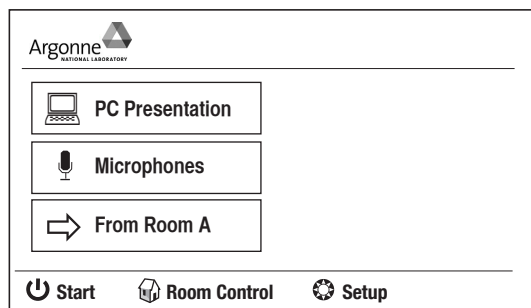 Argonne
NATIONAL LABORATORY
PC Presentation
Microphones
From Room A
Start Room Control Setup